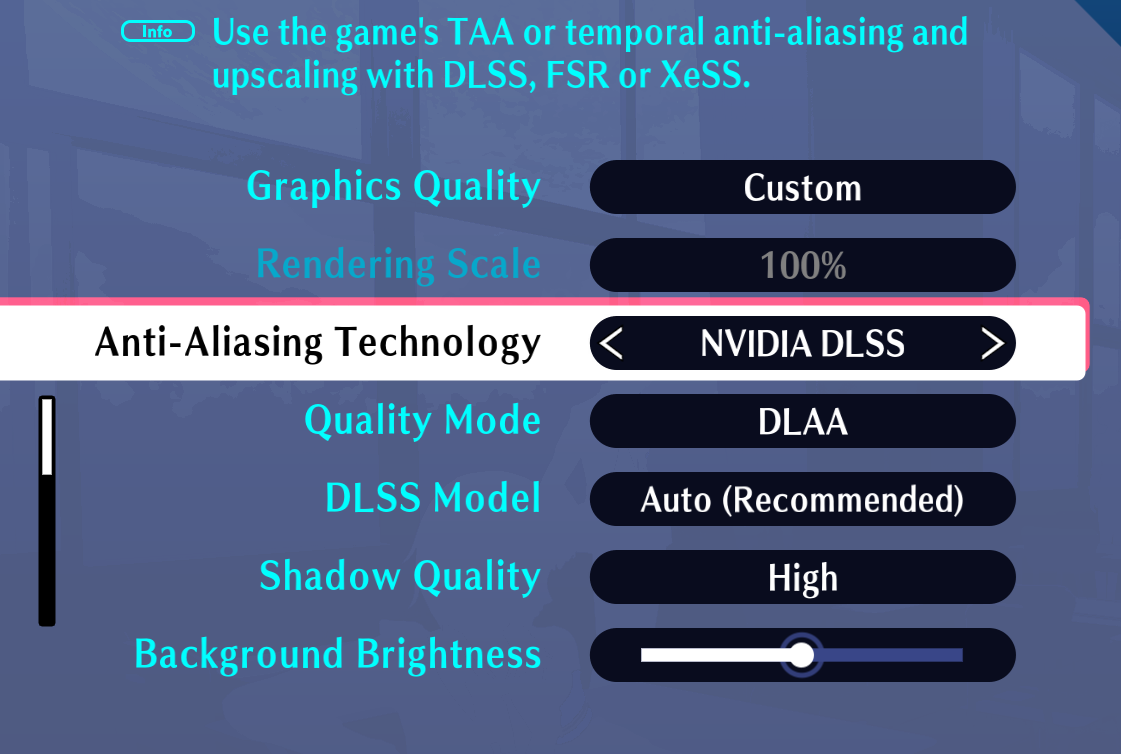 Info
Use the game's TAA or temporal anti-aliasing and
upscaling with DLSS, FSR or XeSS.
Graphics Quality Custom
Rendering Scale 100%
Anti-Aliasing Technology < NVIDIA DLSS >
Quality Mode DLAA
DLSS Model Auto (Recommended)
Shadow Quality High
Background Brightness